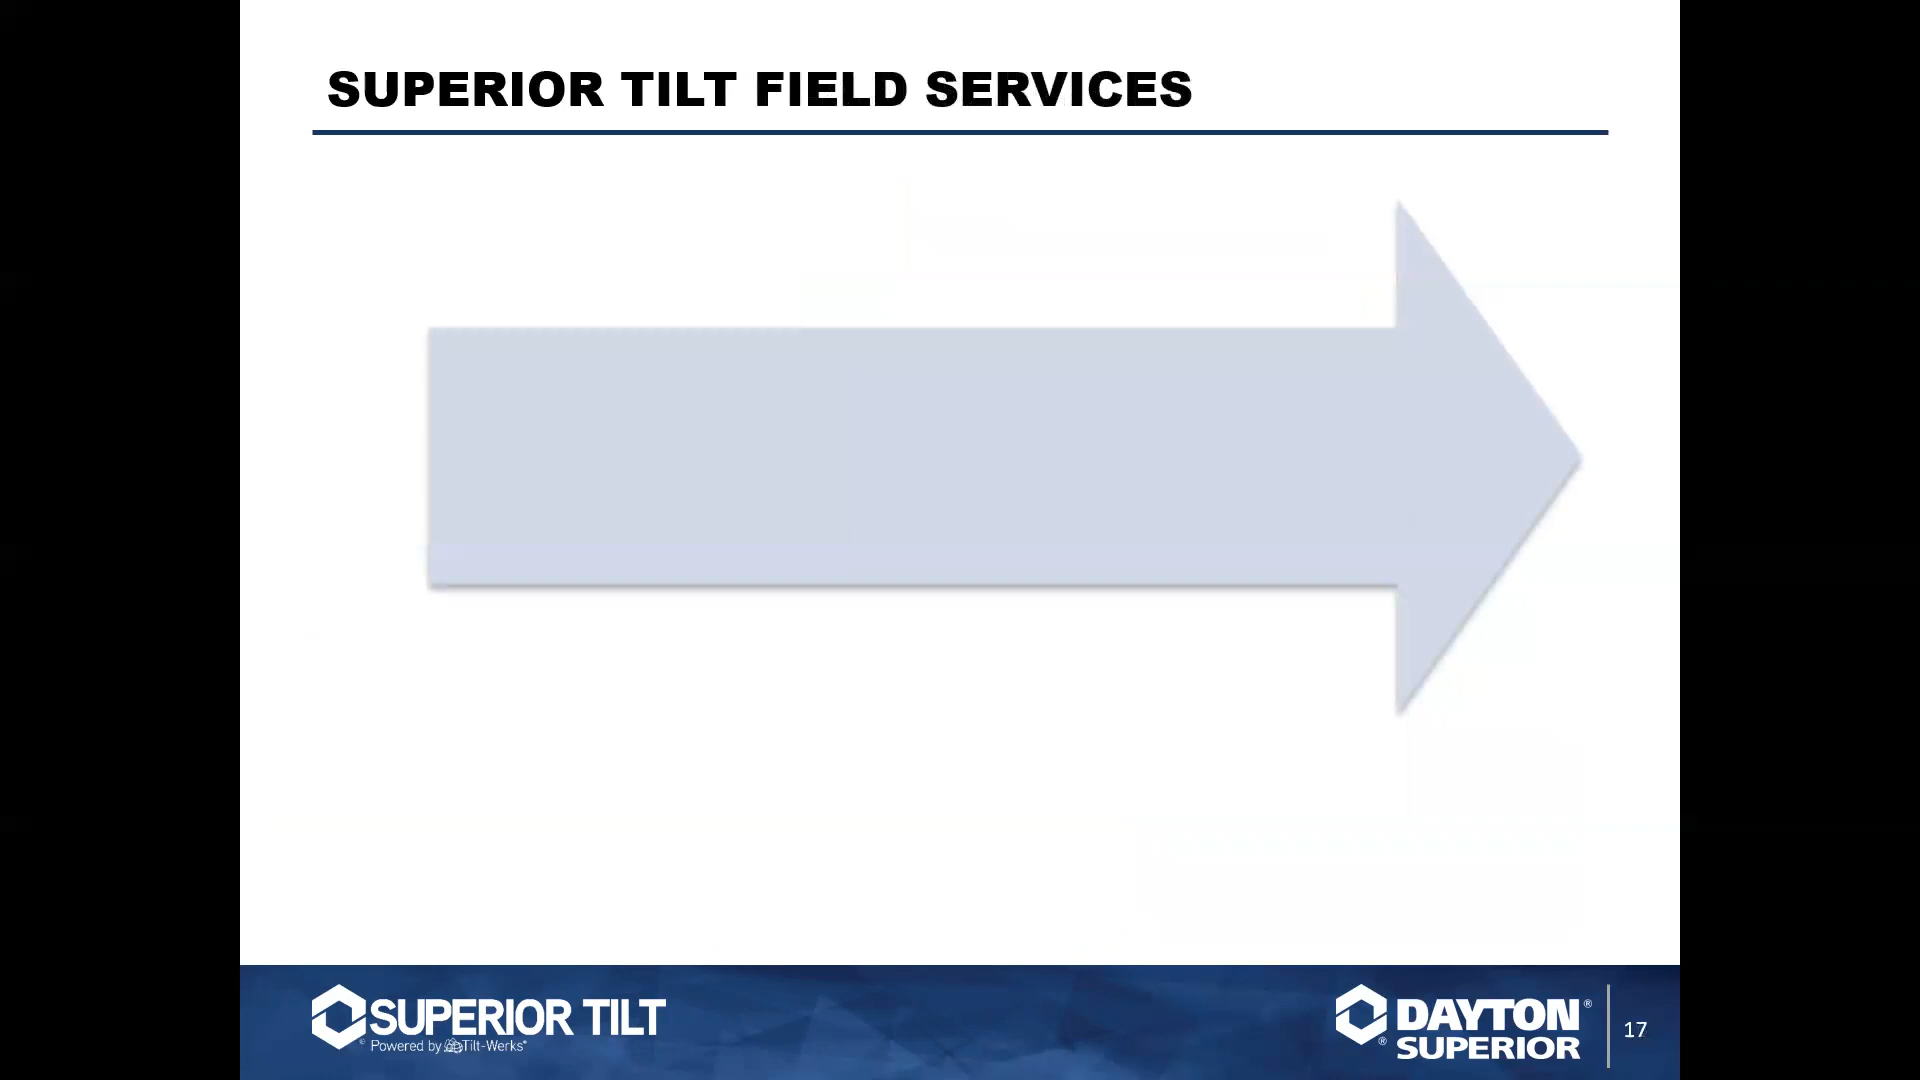 SUPERIOR TILT FIELD SERVICES
SUPERIOR TILT
© Powered by Tilt-Werks®
DAYTON®
® SUPERIOR
17